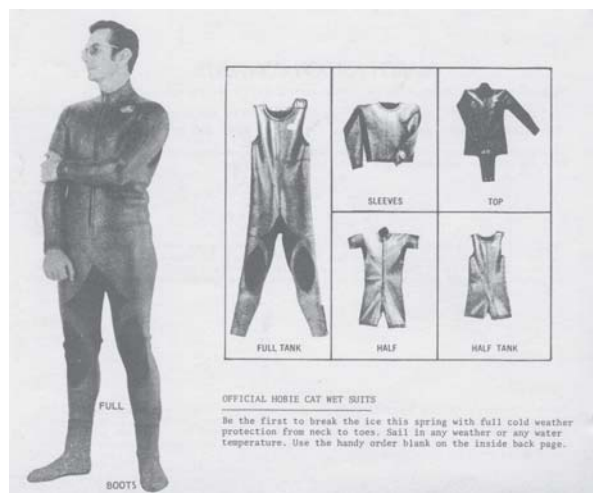 SLEEVES
TOP
FULL TANK
HALF
HALF TANK
FULL
BOOTS
OFFICIAL HOBIE CAT WET SUITS
Be the first to break the ice this spring with full cold weather
protection from neck to toes. Sail in any weather or any water
temperature. Use the handy order blank on the inside back page.